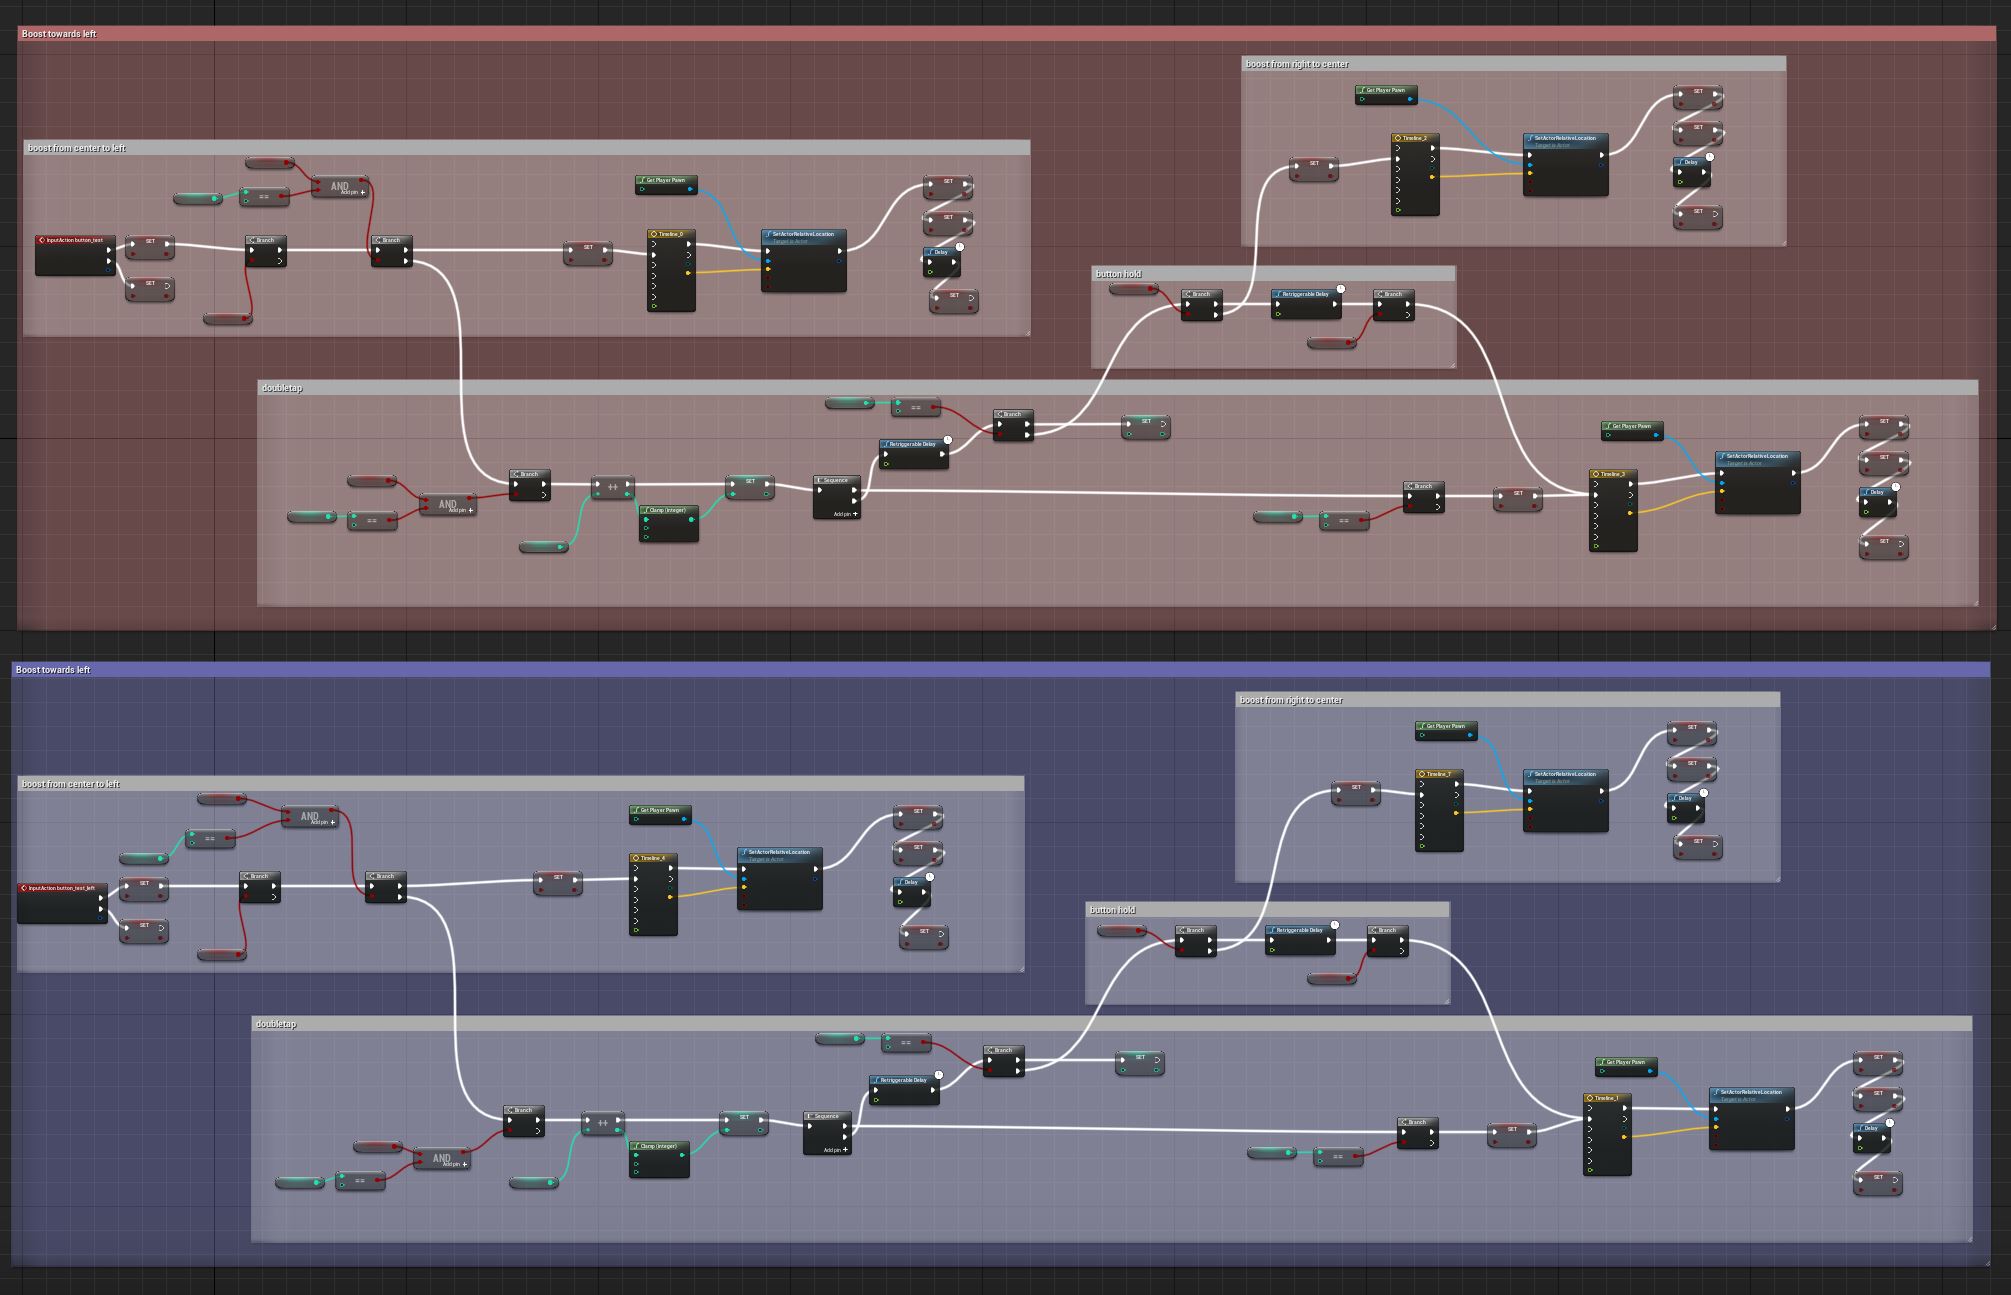 Boost towards left
boost from right to center
Get Player Pawn
Timeline_2
SetActorRelativeLocation
Target is Actor
SET
SET
SET
Delay
SET
boost from center to left
AND
Add pin +
==
Get Player Pawn
InputAction button_test
SET
SET
Branch
Branch
SET
Timeline_0
SetActorRelativeLocation
Target is Actor
SET
SET
Delay
SET
button hold
Branch
Retriggerable Delay
Branch
doubletap
==
Branch
SET
Retriggerable Delay
Branch
AND
Add pin +
==
++
Clamp (integer)
SET
Sequence
Add pin +
==
Branch
SET
Get Player Pawn
Timeline_3
SetActorRelativeLocation
Target is Actor
SET
SET
Delay
SET
Boost towards left
boost from right to center
Get Player Pawn
SET
Timeline_7
SetActorRelativeLocation
Target is Actor
SET
SET
Delay
SET
boost from center to left
AND
Add pin +
==
Get Player Pawn
InputAction button_test_left
SET
SET
Branch
Branch
SET
Timeline_4
SetActorRelativeLocation
Target is Actor
SET
SET
Delay
SET
button hold
Branch
Retriggerable Delay
Branch
doubletap
==
Branch
SET
Retriggerable Delay
Branch
AND
Add pin +
==
++
Clamp (integer)
SET
Sequence
Add pin +
==
Branch
SET
Get Player Pawn
Timeline_1
SetActorRelativeLocation
Target is Actor
SET
SET
Delay
SET